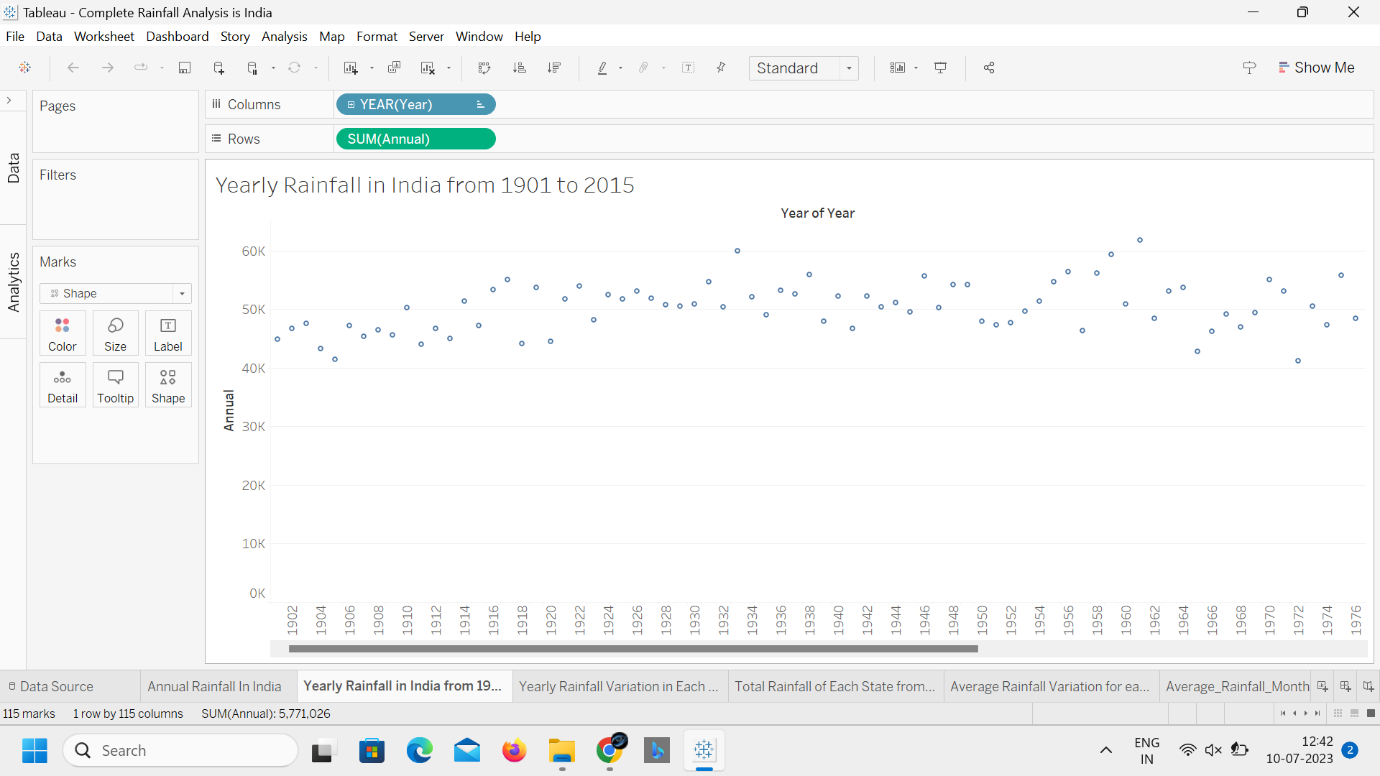 Tableau - Complete Rainfall Analysis is India
File Data Worksheet Dashboard Story Analysis Map Format Server Window Help
Standard
Show Me
Pages
Columns YEAR(Year)
Rows SUM(Annual)
Data
Filters
Analytics
Marks
Shape
Color Size Label
Detail Tooltip Shape
Yearly Rainfall in India from 1901 to 2015
Year of Year
60K
50K
40K
30K
20K
10K
0K
Annual
1902 1904 1906 1908 1910 1912 1914 1916 1918 1920 1922 1924 1926 1928 1930 1932 1934 1936 1938 1940 1942 1944 1946 1948 1950 1952 1954 1956 1958 1960 1962 1964 1966 1968 1970 1972 1974 1976
Data Source Annual Rainfall In India Yearly Rainfall in India from 19... Yearly Rainfall Variation in Each ... Total Rainfall of Each State from... Average Rainfall Variation for ea... Average_Rainfall_Month
115 marks 1 row by 115 columns SUM(Annual): 5,771,026
Search
ENG
IN
12:42
10-07-2023
2